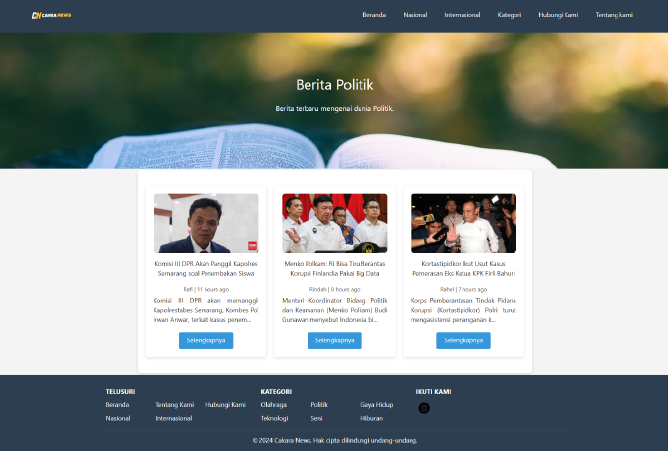 CAKARA NEWS
Beranda Nasional Internasional Kategori Hubungi Kami Tentang kami
Berita Politik
Berita terbaru mengenai dunia Politik.
Komisi III DPR Akan Panggil Kapolres
Semarang soal Penembakan Siswa
Rafi | 11 hours ago
Komisi III DPR akan memanggil
Kapolrestabes Semarang, Kombes Pol
Irwan Anwar, terkait kasus penem...
Selengkapnya
Menko Polkam: RI Bisa Tiru Berantas
Korupsi Finlandia Pakai Big Data
Rindah | 8 hours ago
Menteri Koordinator Bidang Politik
dan Keamanan (Menko Polkam) Budi
Gunawan menyebut Indonesia bi...
Selengkapnya
Kortastipidkor Ikut Usut Kasus
Pemerasan Eks Ketua KPK Firli Bahuri
Rahel | 7 hours ago
Korps Pemberantasan Tindak Pidana
Korupsi (Kortastipidkor) Polri turut
mengasistensi penanganan k...
Selengkapnya
TELUSURI
Beranda Tentang Kami Hubungi Kami
Nasional Internasional
KATEGORI
Olahraga Politik Gaya Hidup
Teknologi Seni Hiburan
IKUTI KAMI
© 2024 Cakara News. Hak cipta dilindungi undang-undang.